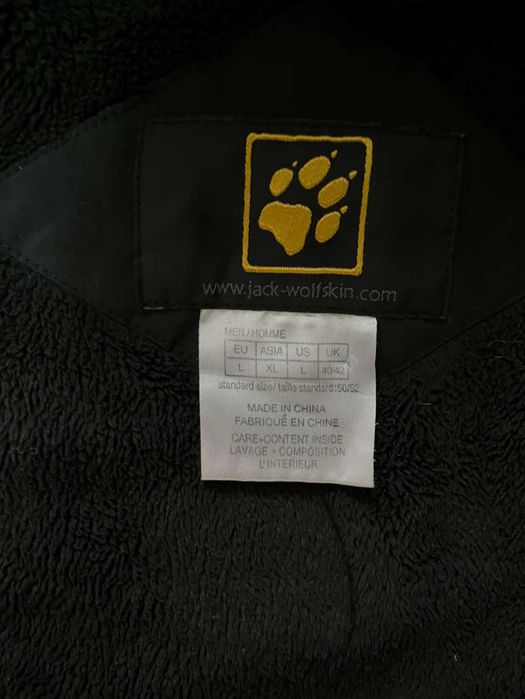 www.jack-wolfskin.com
MEN / HOMME
EU ASIA US UK
L XL L 40/42
standard size/ taille standard:50/52
MADE IN CHINA
FABRIQUÉ EN CHINE
CARE+CONTENT INSIDE
LAVAGE + COMPOSITION
L'INTERIEUR